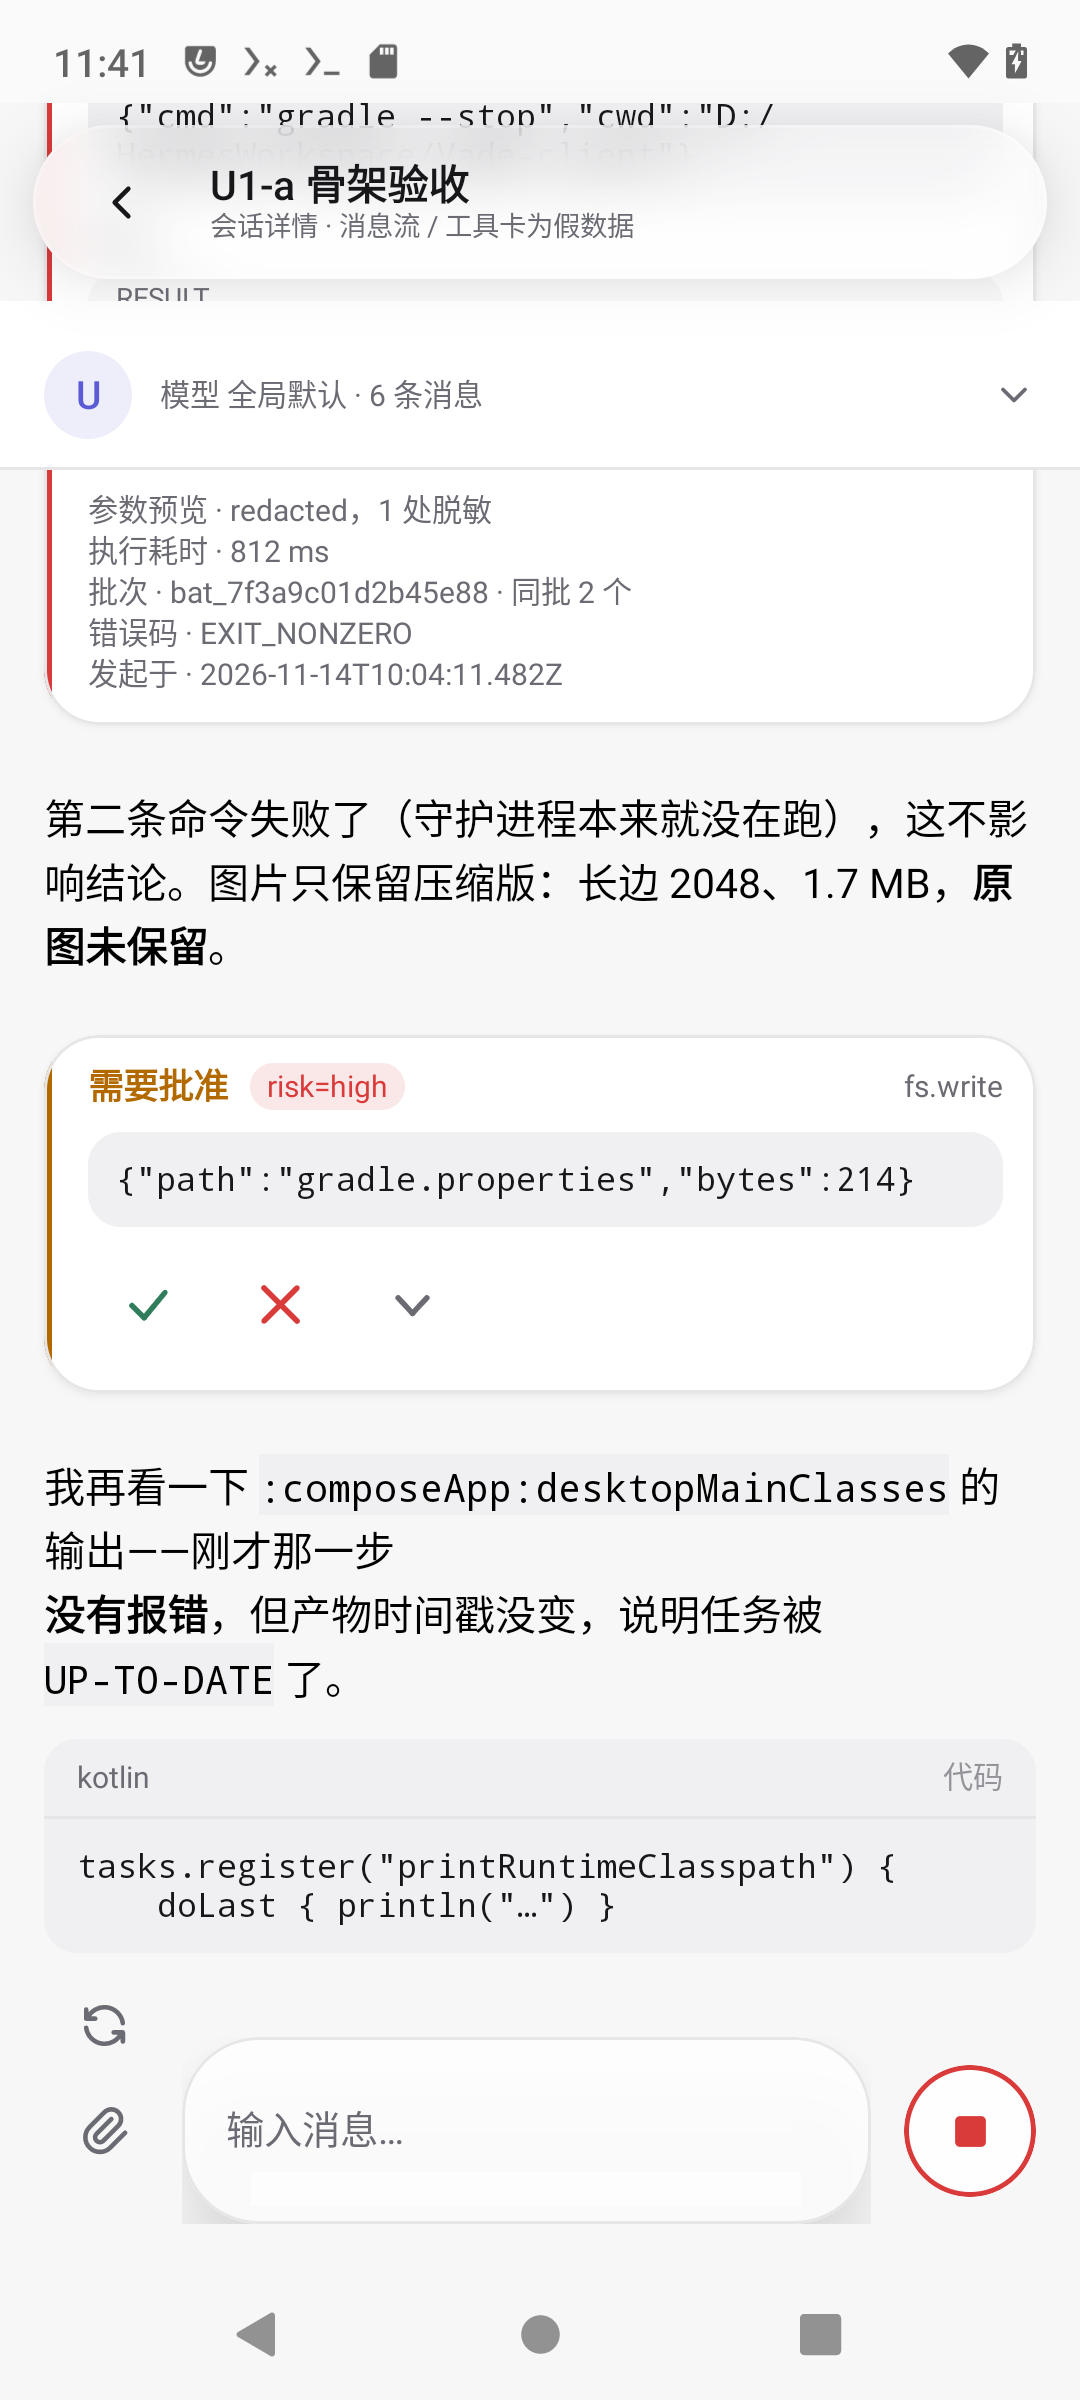 11:41
{"cmd":"gradle --stop","cwd":"D:/
HermesWorkspace/Vade-client"}
U1-a 骨架验收
会话详情 · 消息流 / 工具卡为假数据
RESULT
U
模型 全局默认 · 6 条消息
参数预览 · redacted，1 处脱敏
执行耗时 · 812 ms
批次 · bat_7f3a9c01d2b45e88 · 同批 2 个
错误码 · EXIT_NONZERO
发起于 · 2026-11-14T10:04:11.482Z
第二条命令失败了（守护进程本来就没在跑），这不影
响结论。图片只保留压缩版：长边 2048、1.7 MB，原
图未保留。
需要批准 risk=high fs.write
{"path":"gradle.properties","bytes":214}
我再看一下 :composeApp:desktopMainClasses 的
输出——刚才那一步
没有报错，但产物时间戳没变，说明任务被
UP-TO-DATE 了。
kotlin 代码
tasks.register("printRuntimeClasspath") {
    doLast { println("…") }
输入消息…